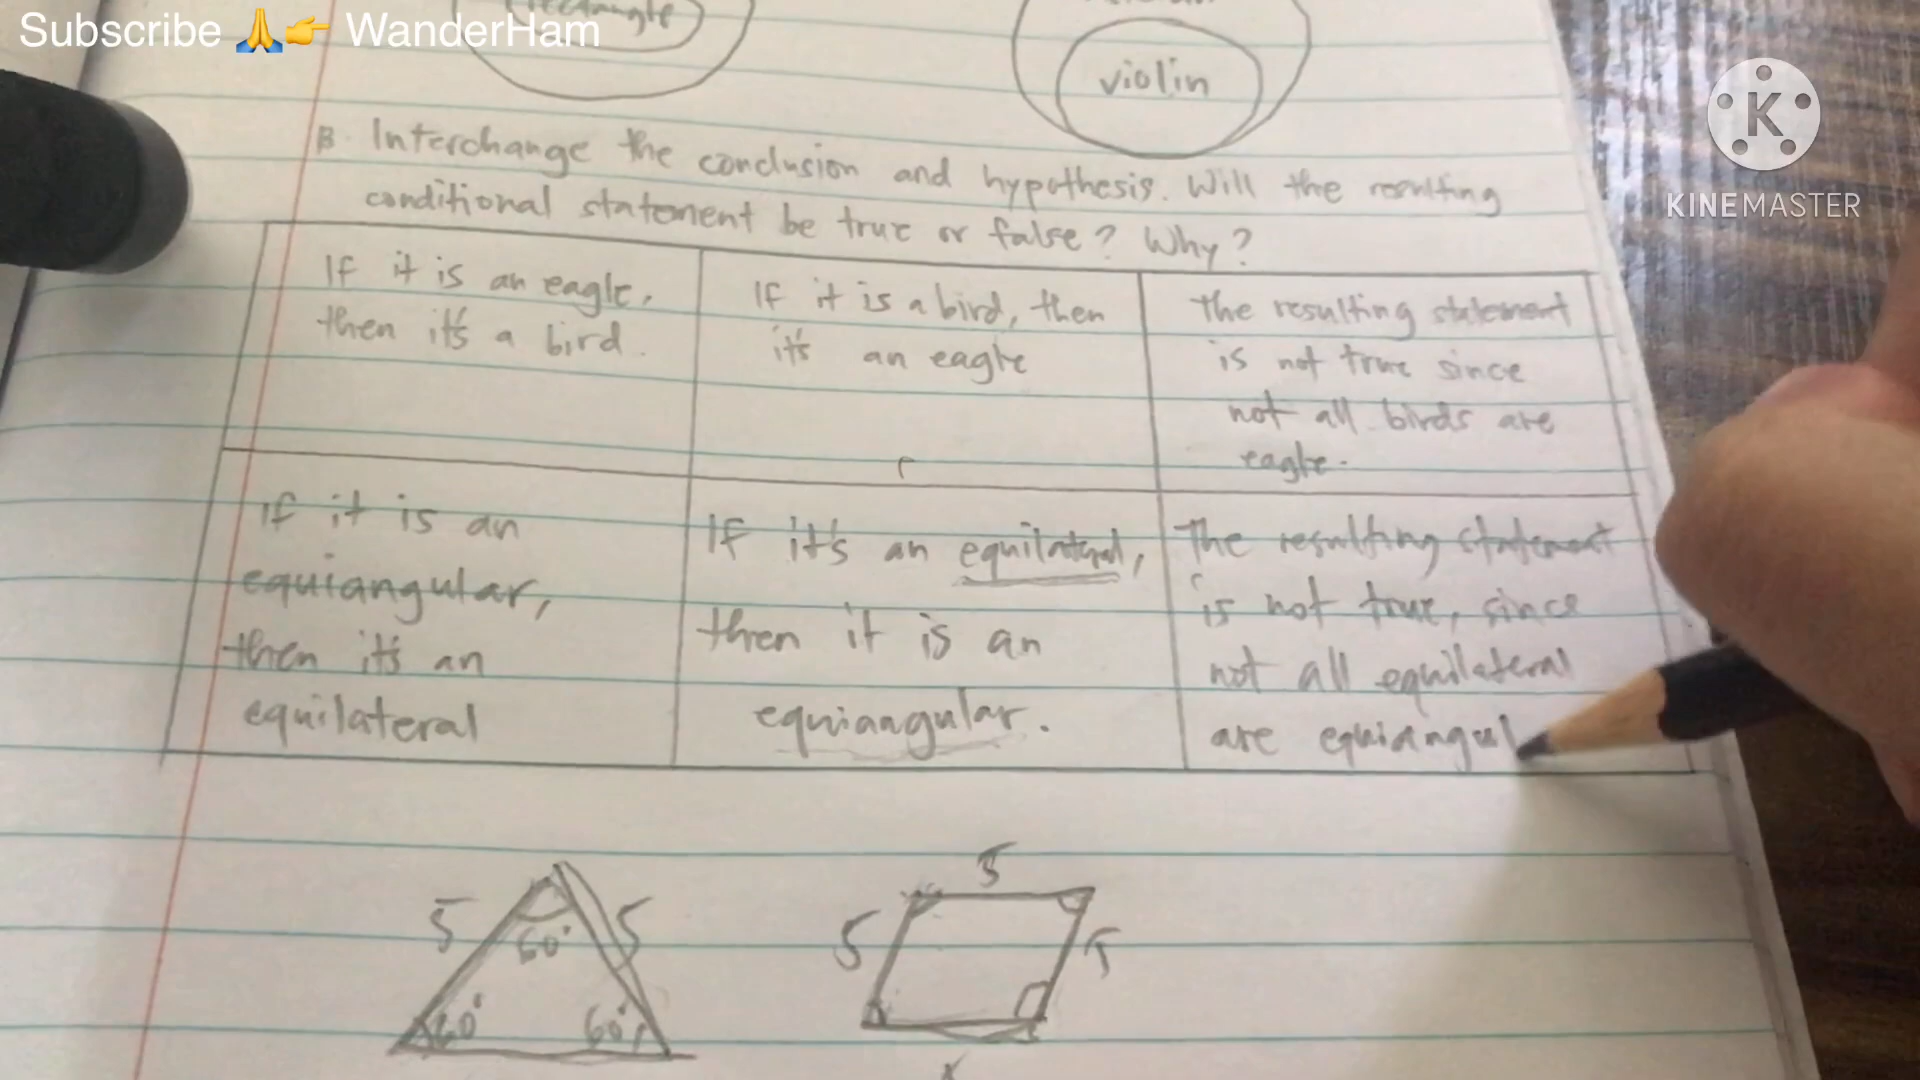 Subscribe 🙏👉 WanderHam
rectangle
violin
K
KINEMASTER
B. Interchange the conclusion and hypothesis. Will the resulting
conditional statement be true or false? Why?
If it is an eagle,
then it's a bird.
If it is a bird, then
it's an eagle
The resulting statement
is not true since
not all birds are
eagle.
If it is an
equiangular,
then it's an
equilateral
If it's an equilateral,
then it is an
equiangular.
The resulting statement
is not true, since
not all equilateral
are equiangul
5
60°
5
60°
60°
5
5
5